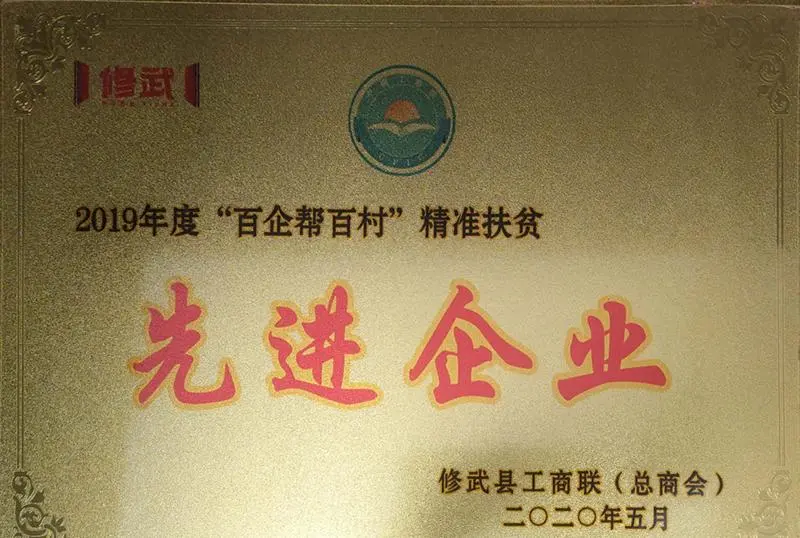 修武
2019年度“百企帮百村”精准扶贫
先进企业
修武县工商联（总商会）
二〇二〇年五月